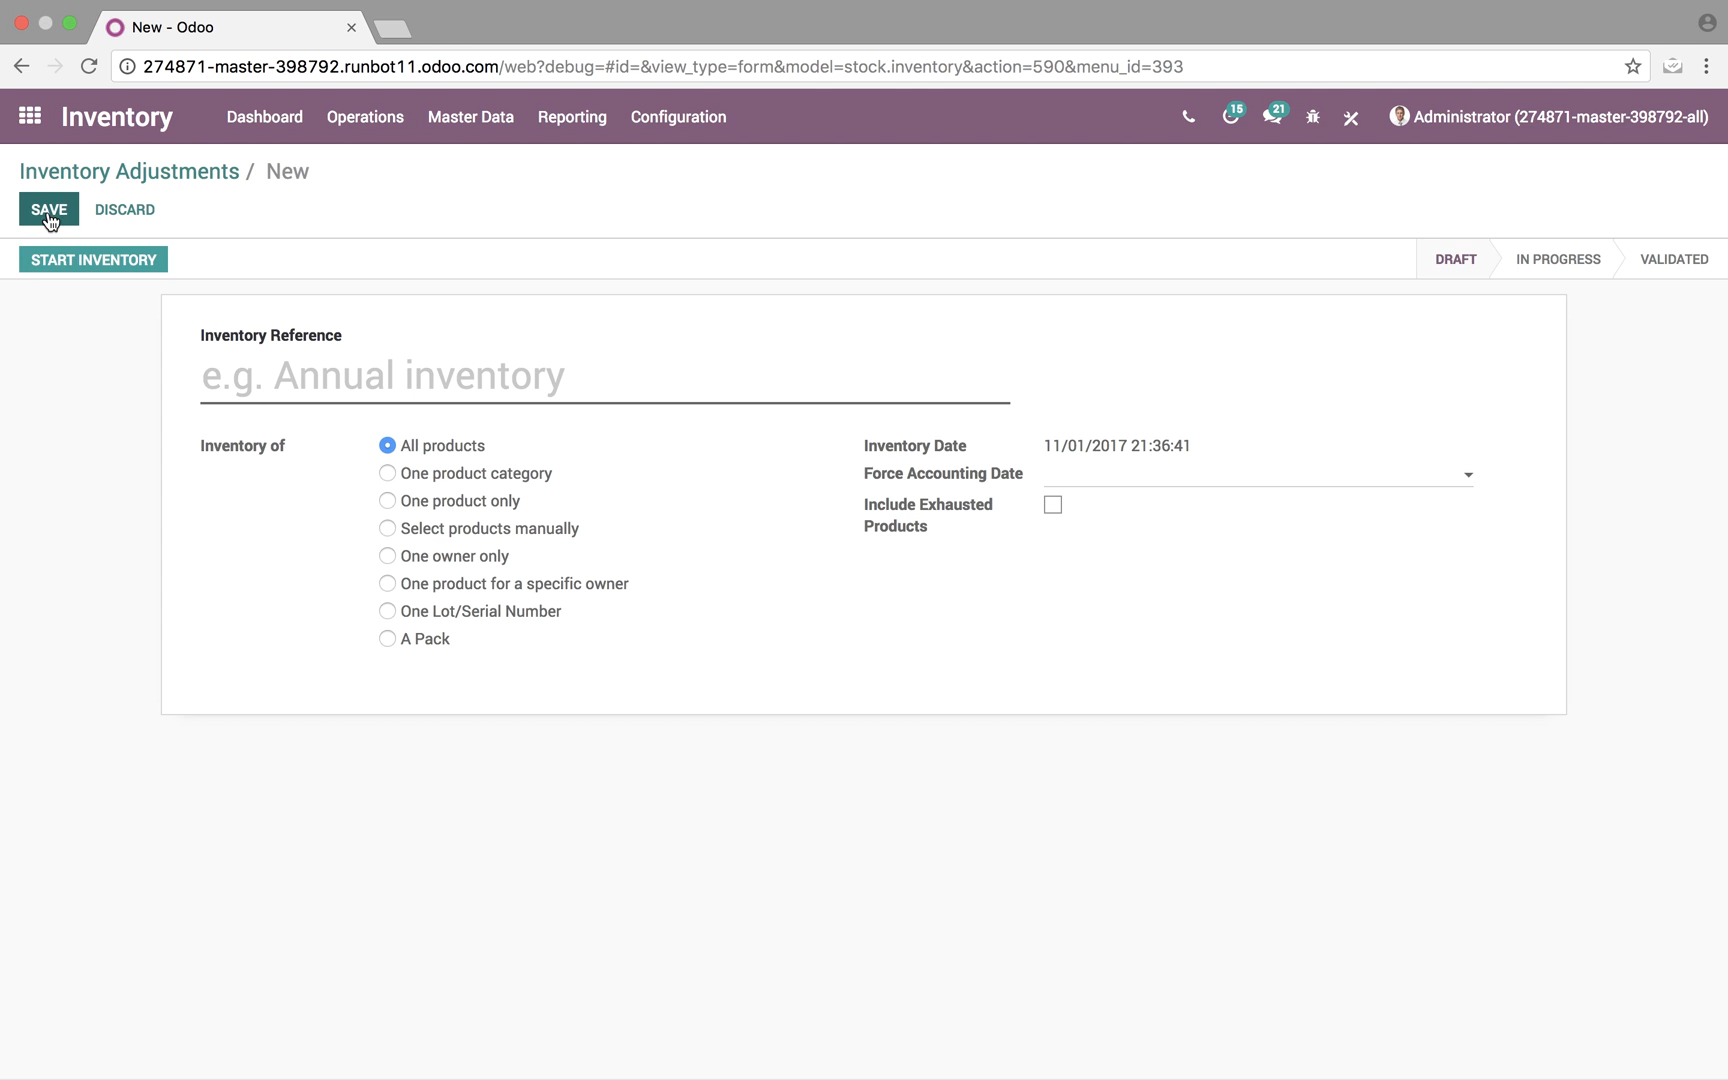 New - Odoo
274871-master-398792.runbot11.odoo.com/web?debug=#id=&view_type=form&model=stock.inventory&action=590&menu_id=393
Inventory Dashboard Operations Master Data Reporting Configuration 15 21 Administrator (274871-master-398792-all)
Inventory Adjustments / New
SAVE DISCARD
START INVENTORY DRAFT IN PROGRESS VALIDATED
Inventory Reference
e.g. Annual inventory
Inventory of All products Inventory Date 11/01/2017 21:36:41
One product category Force Accounting Date
One product only Include Exhausted
Select products manually Products
One owner only
One product for a specific owner
One Lot/Serial Number
A Pack